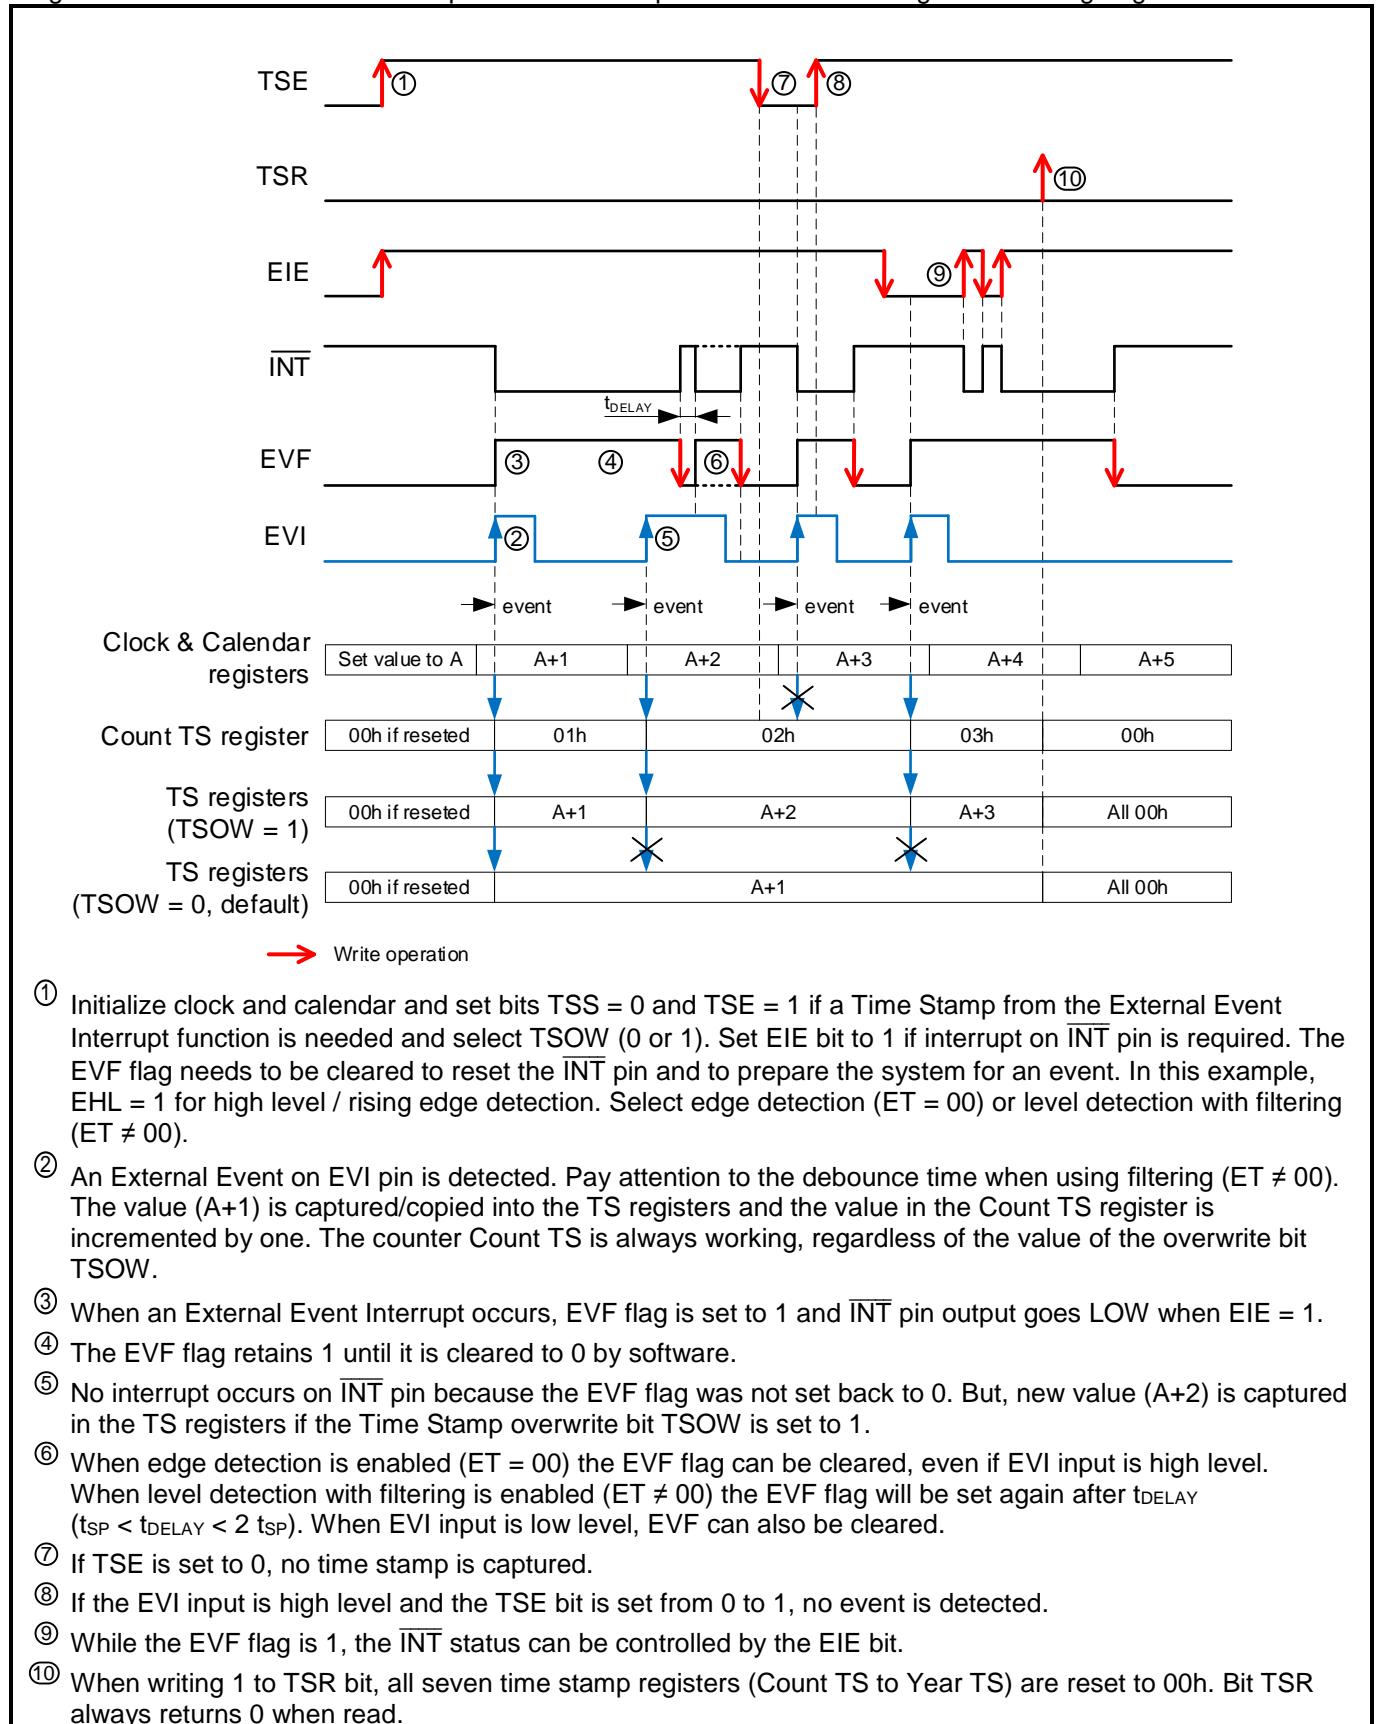 TSE
① ⑦ ⑧
TSR
⑩
EIE
⑨
INT
tDELAY
EVF
③ ④ ⑥
EVI
② ⑤
event event event event
Clock & Calendar
registers
Set value to A A+1 A+2 A+3 A+4 A+5
Count TS register
00h if reseted 01h 02h 03h 00h
TS registers
(TSOW = 1)
00h if reseted A+1 A+2 A+3 All 00h
TS registers
(TSOW = 0, default)
00h if reseted A+1 All 00h
Write operation
① Initialize clock and calendar and set bits TSS = 0 and TSE = 1 if a Time Stamp from the External Event
Interrupt function is needed and select TSOW (0 or 1). Set EIE bit to 1 if interrupt on INT pin is required. The
EVF flag needs to be cleared to reset the INT pin and to prepare the system for an event. In this example,
EHL = 1 for high level / rising edge detection. Select edge detection (ET = 00) or level detection with filtering
(ET ≠ 00).
② An External Event on EVI pin is detected. Pay attention to the debounce time when using filtering (ET ≠ 00).
The value (A+1) is captured/copied into the TS registers and the value in the Count TS register is
incremented by one. The counter Count TS is always working, regardless of the value of the overwrite bit
TSOW.
③ When an External Event Interrupt occurs, EVF flag is set to 1 and INT pin output goes LOW when EIE = 1.
④ The EVF flag retains 1 until it is cleared to 0 by software.
⑤ No interrupt occurs on INT pin because the EVF flag was not set back to 0. But, new value (A+2) is captured
in the TS registers if the Time Stamp overwrite bit TSOW is set to 1.
⑥ When edge detection is enabled (ET = 00) the EVF flag can be cleared, even if EVI input is high level.
When level detection with filtering is enabled (ET ≠ 00) the EVF flag will be set again after tDELAY
(tSP < tDELAY < 2 tSP). When EVI input is low level, EVF can also be cleared.
⑦ If TSE is set to 0, no time stamp is captured.
⑧ If the EVI input is high level and the TSE bit is set from 0 to 1, no event is detected.
⑨ While the EVF flag is 1, the INT status can be controlled by the EIE bit.
⑩ When writing 1 to TSR bit, all seven time stamp registers (Count TS to Year TS) are reset to 00h. Bit TSR
always returns 0 when read.